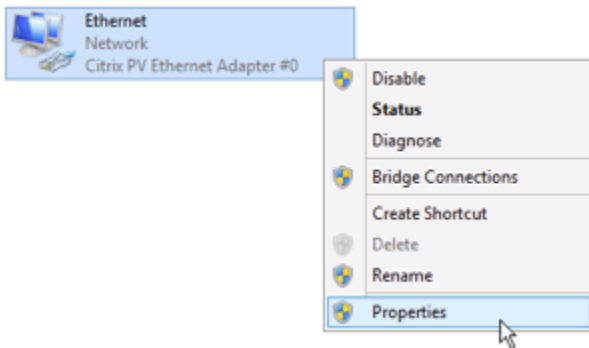 Ethernet
Network
Citrix PV Ethernet Adapter #0
Disable
Status
Diagnose
Bridge Connections
Create Shortcut
Delete
Rename
Properties